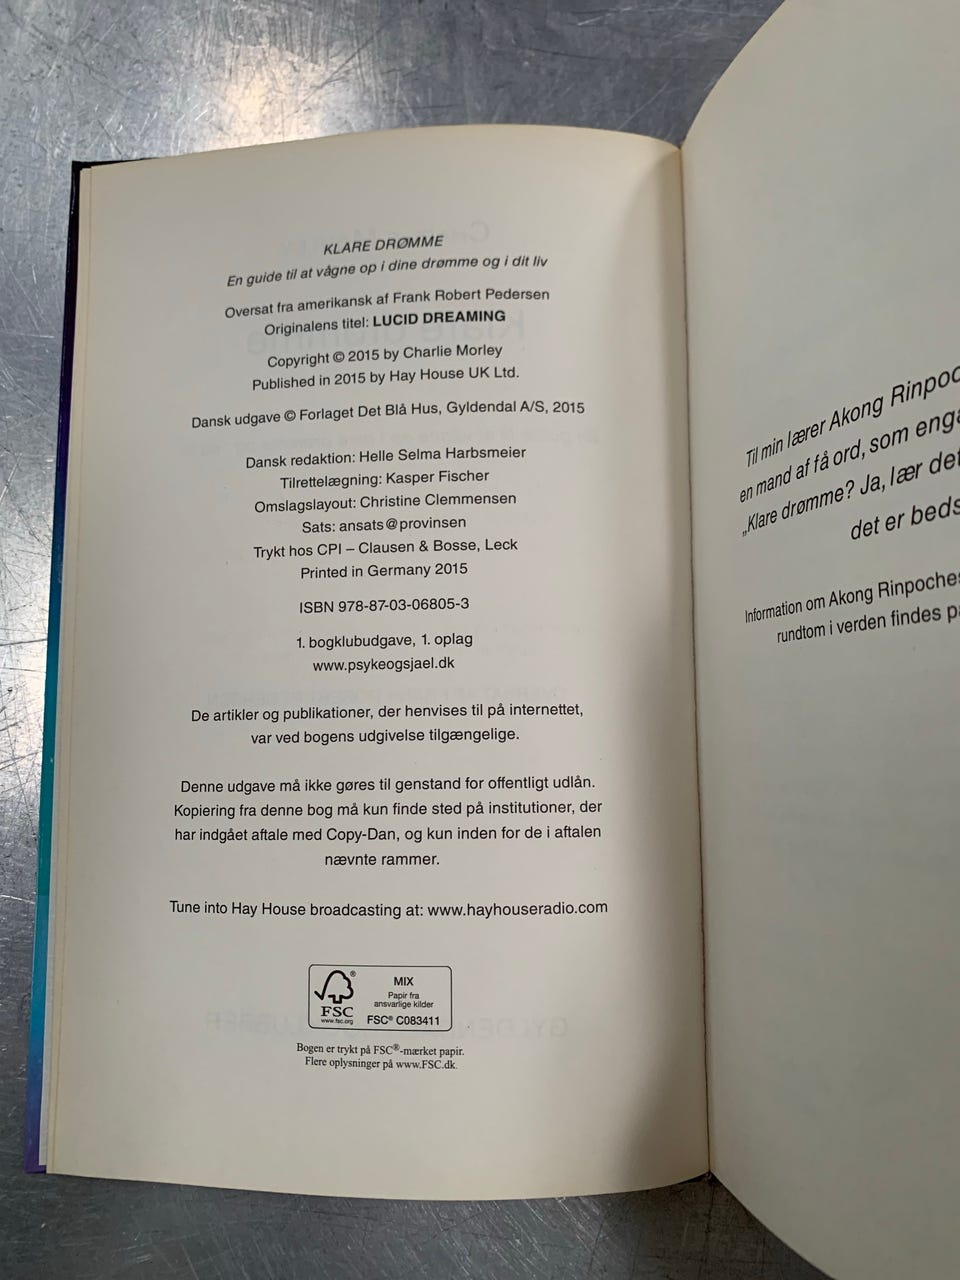 KLARE DRØMME
En guide til at vågne op i dine drømme og i dit liv
Oversat fra amerikansk af Frank Robert Pedersen
Originalens titel: LUCID DREAMING
Copyright © 2015 by Charlie Morley
Published in 2015 by Hay House UK Ltd.
Dansk udgave © Forlaget Det Blå Hus, Gyldendal A/S, 2015
Dansk redaktion: Helle Selma Harbsmeier
Tilrettelægning: Kasper Fischer
Omslagslayout: Christine Clemmensen
Sats: ansats@provinsen
Trykt hos CPI – Clausen & Bosse, Leck
Printed in Germany 2015
ISBN 978-87-03-06805-3
1. bogklubudgave, 1. oplag
www.psykeogsjael.dk
De artikler og publikationer, der henvises til på internettet,
var ved bogens udgivelse tilgængelige.
Denne udgave må ikke gøres til genstand for offentligt udlån.
Kopiering fra denne bog må kun finde sted på institutioner, der
har indgået aftale med Copy-Dan, og kun inden for de i aftalen
nævnte rammer.
Tune into Hay House broadcasting at: www.hayhouseradio.com
®
FSC
www.fsc.org
MIX
Papir fra
ansvarlige kilder
FSC® C083411
Bogen er trykt på FSC®-mærket papir.
Flere oplysninger på www.FSC.dk.
Til min lærer Akong Rinpoc
en mand af få ord, som enga
„Klare drømme? Ja, lær det
det er beds
Information om Akong Rinpoches
rundtom i verden findes p